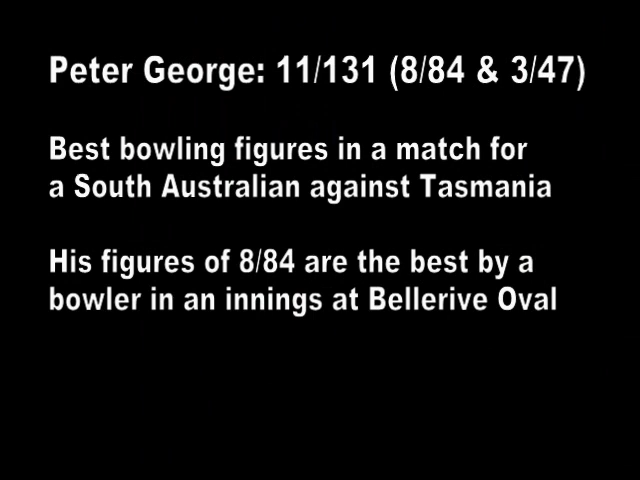 Peter George: 11/131 (8/84 & 3/47)
Best bowling figures in a match for
a South Australian against Tasmania
His figures of 8/84 are the best by a
bowler in an innings at Bellerive Oval